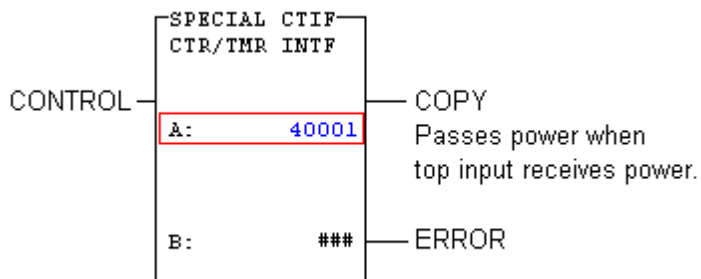 SPECIAL CTIF
CTR/TMR INTF
CONTROL
COPY
A: 40001
Passes power when
top input receives power.
B: ###
ERROR